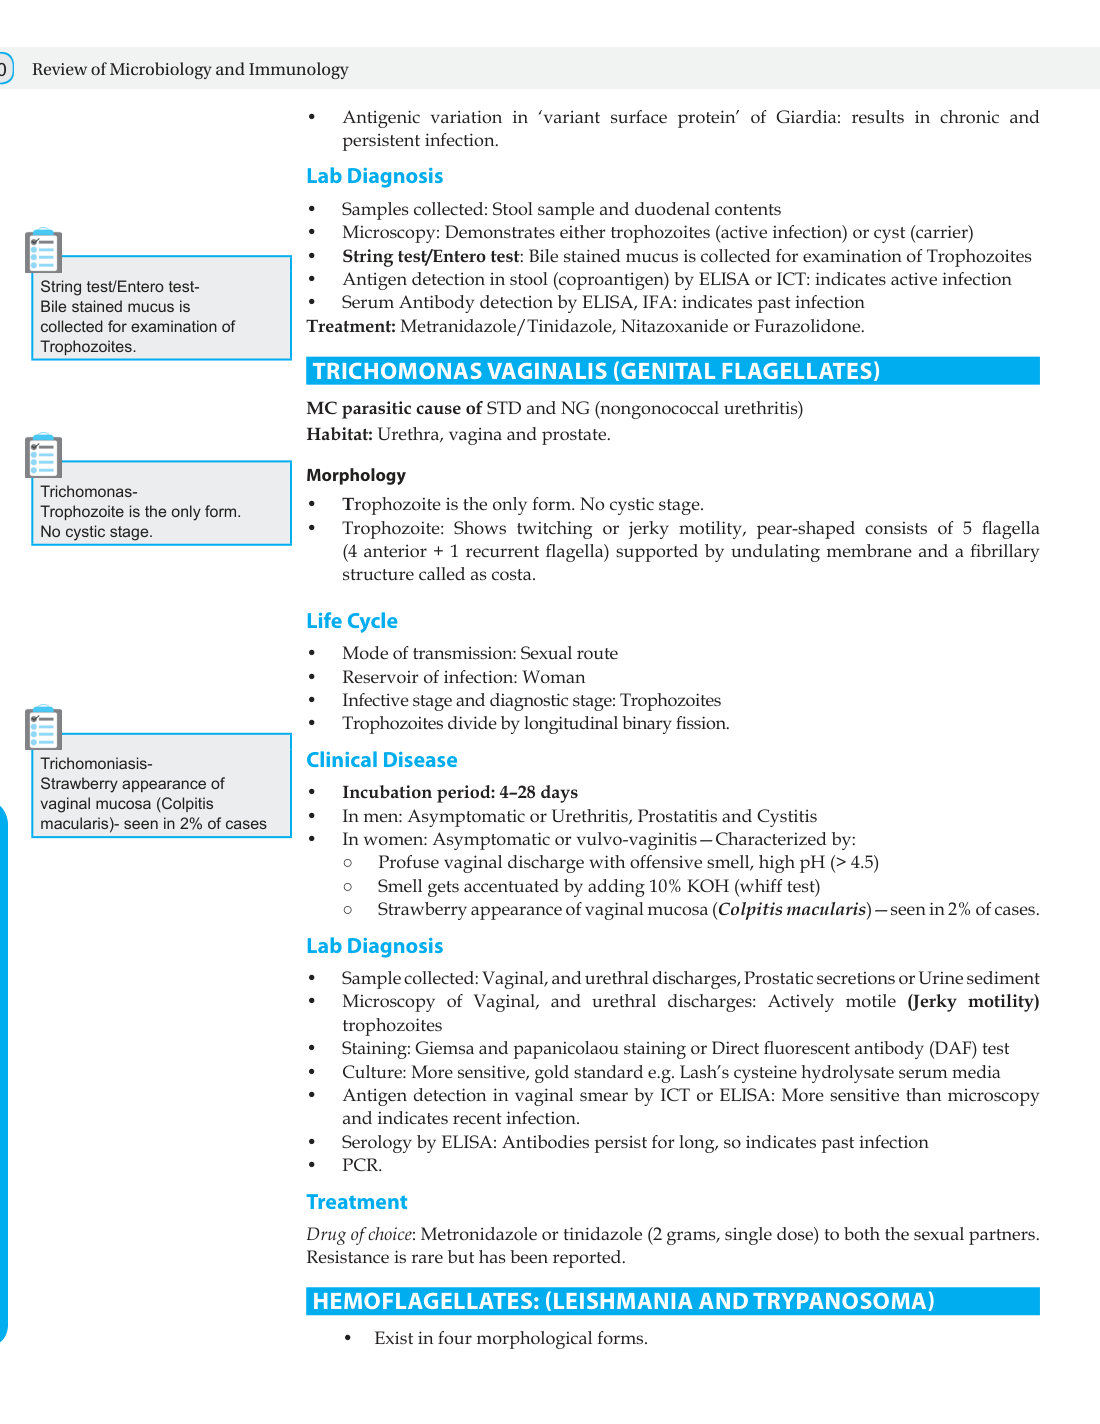 0 Review of Microbiology and Immunology
• Antigenic variation in ‘variant surface protein’ of Giardia: results in chronic and
persistent infection.
Lab Diagnosis
• Samples collected: Stool sample and duodenal contents
• Microscopy: Demonstrates either trophozoites (active infection) or cyst (carrier)
• String test/Entero test: Bile stained mucus is collected for examination of Trophozoites
• Antigen detection in stool (coproantigen) by ELISA or ICT: indicates active infection
• Serum Antibody detection by ELISA, IFA: indicates past infection
Treatment: Metranidazole/Tinidazole, Nitazoxanide or Furazolidone.
String test/Entero test-
Bile stained mucus is
collected for examination of
Trophozoites.
TRICHOMONAS VAGINALIS (GENITAL FLAGELLATES)
MC parasitic cause of STD and NG (nongonococcal urethritis)
Habitat: Urethra, vagina and prostate.
Morphology
• Trophozoite is the only form. No cystic stage.
• Trophozoite: Shows twitching or jerky motility, pear-shaped consists of 5 flagella
(4 anterior + 1 recurrent flagella) supported by undulating membrane and a fibrillary
structure called as costa.
Trichomonas-
Trophozoite is the only form.
No cystic stage.
Life Cycle
• Mode of transmission: Sexual route
• Reservoir of infection: Woman
• Infective stage and diagnostic stage: Trophozoites
• Trophozoites divide by longitudinal binary fission.
Clinical Disease
• Incubation period: 4–28 days
• In men: Asymptomatic or Urethritis, Prostatitis and Cystitis
• In women: Asymptomatic or vulvo-vaginitis—Characterized by:
○ Profuse vaginal discharge with offensive smell, high pH (> 4.5)
○ Smell gets accentuated by adding 10% KOH (whiff test)
○ Strawberry appearance of vaginal mucosa (Colpitis macularis)—seen in 2% of cases.
Trichomoniasis-
Strawberry appearance of
vaginal mucosa (Colpitis
macularis)- seen in 2% of cases
Lab Diagnosis
• Sample collected: Vaginal, and urethral discharges, Prostatic secretions or Urine sediment
• Microscopy of Vaginal, and urethral discharges: Actively motile (Jerky motility)
trophozoites
• Staining: Giemsa and papanicolaou staining or Direct fluorescent antibody (DAF) test
• Culture: More sensitive, gold standard e.g. Lash’s cysteine hydrolysate serum media
• Antigen detection in vaginal smear by ICT or ELISA: More sensitive than microscopy
and indicates recent infection.
• Serology by ELISA: Antibodies persist for long, so indicates past infection
• PCR.
Treatment
Drug of choice: Metronidazole or tinidazole (2 grams, single dose) to both the sexual partners.
Resistance is rare but has been reported.
HEMOFLAGELLATES: (LEISHMANIA AND TRYPANOSOMA)
• Exist in four morphological forms.